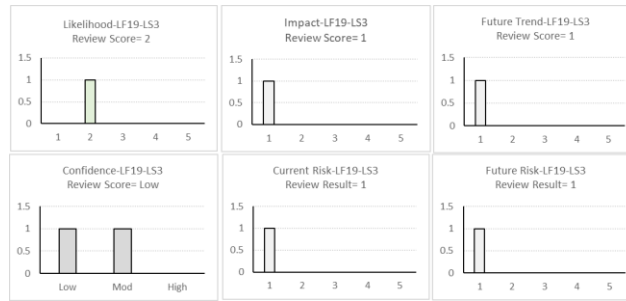 Likelihood-LF19-LS3
Review Score= 2
1.5
1
0.5
0
1 2 3 4 5
Impact-LF19-LS3
Review Score= 1
1.5
1
0.5
0
1 2 3 4 5
Future Trend-LF19-LS3
Review Score= 1
1.5
1
0.5
0
1 2 3 4 5
Confidence-LF19-LS3
Review Score= Low
1.5
1
0.5
0
Low Mod High
Current Risk-LF19-LS3
Review Result= 1
1.5
1
0.5
0
1 2 3 4 5
Future Risk-LF19-LS3
Review Result= 1
1.5
1
0.5
0
1 2 3 4 5